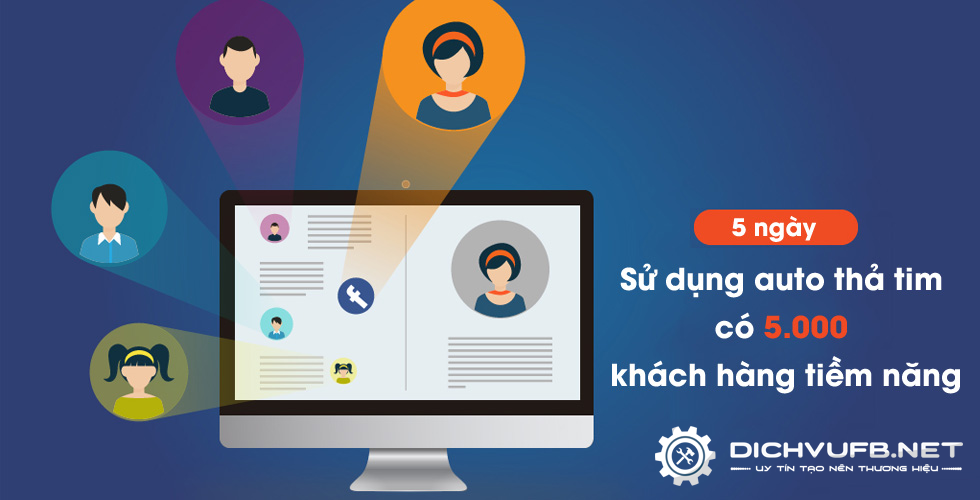 5 ngày
Sử dụng auto thả tim
có 5.000
khách hàng tiềm năng
DICHVUFB.NET
UY TÍN TẠO NÊN THƯƠNG HIỆU